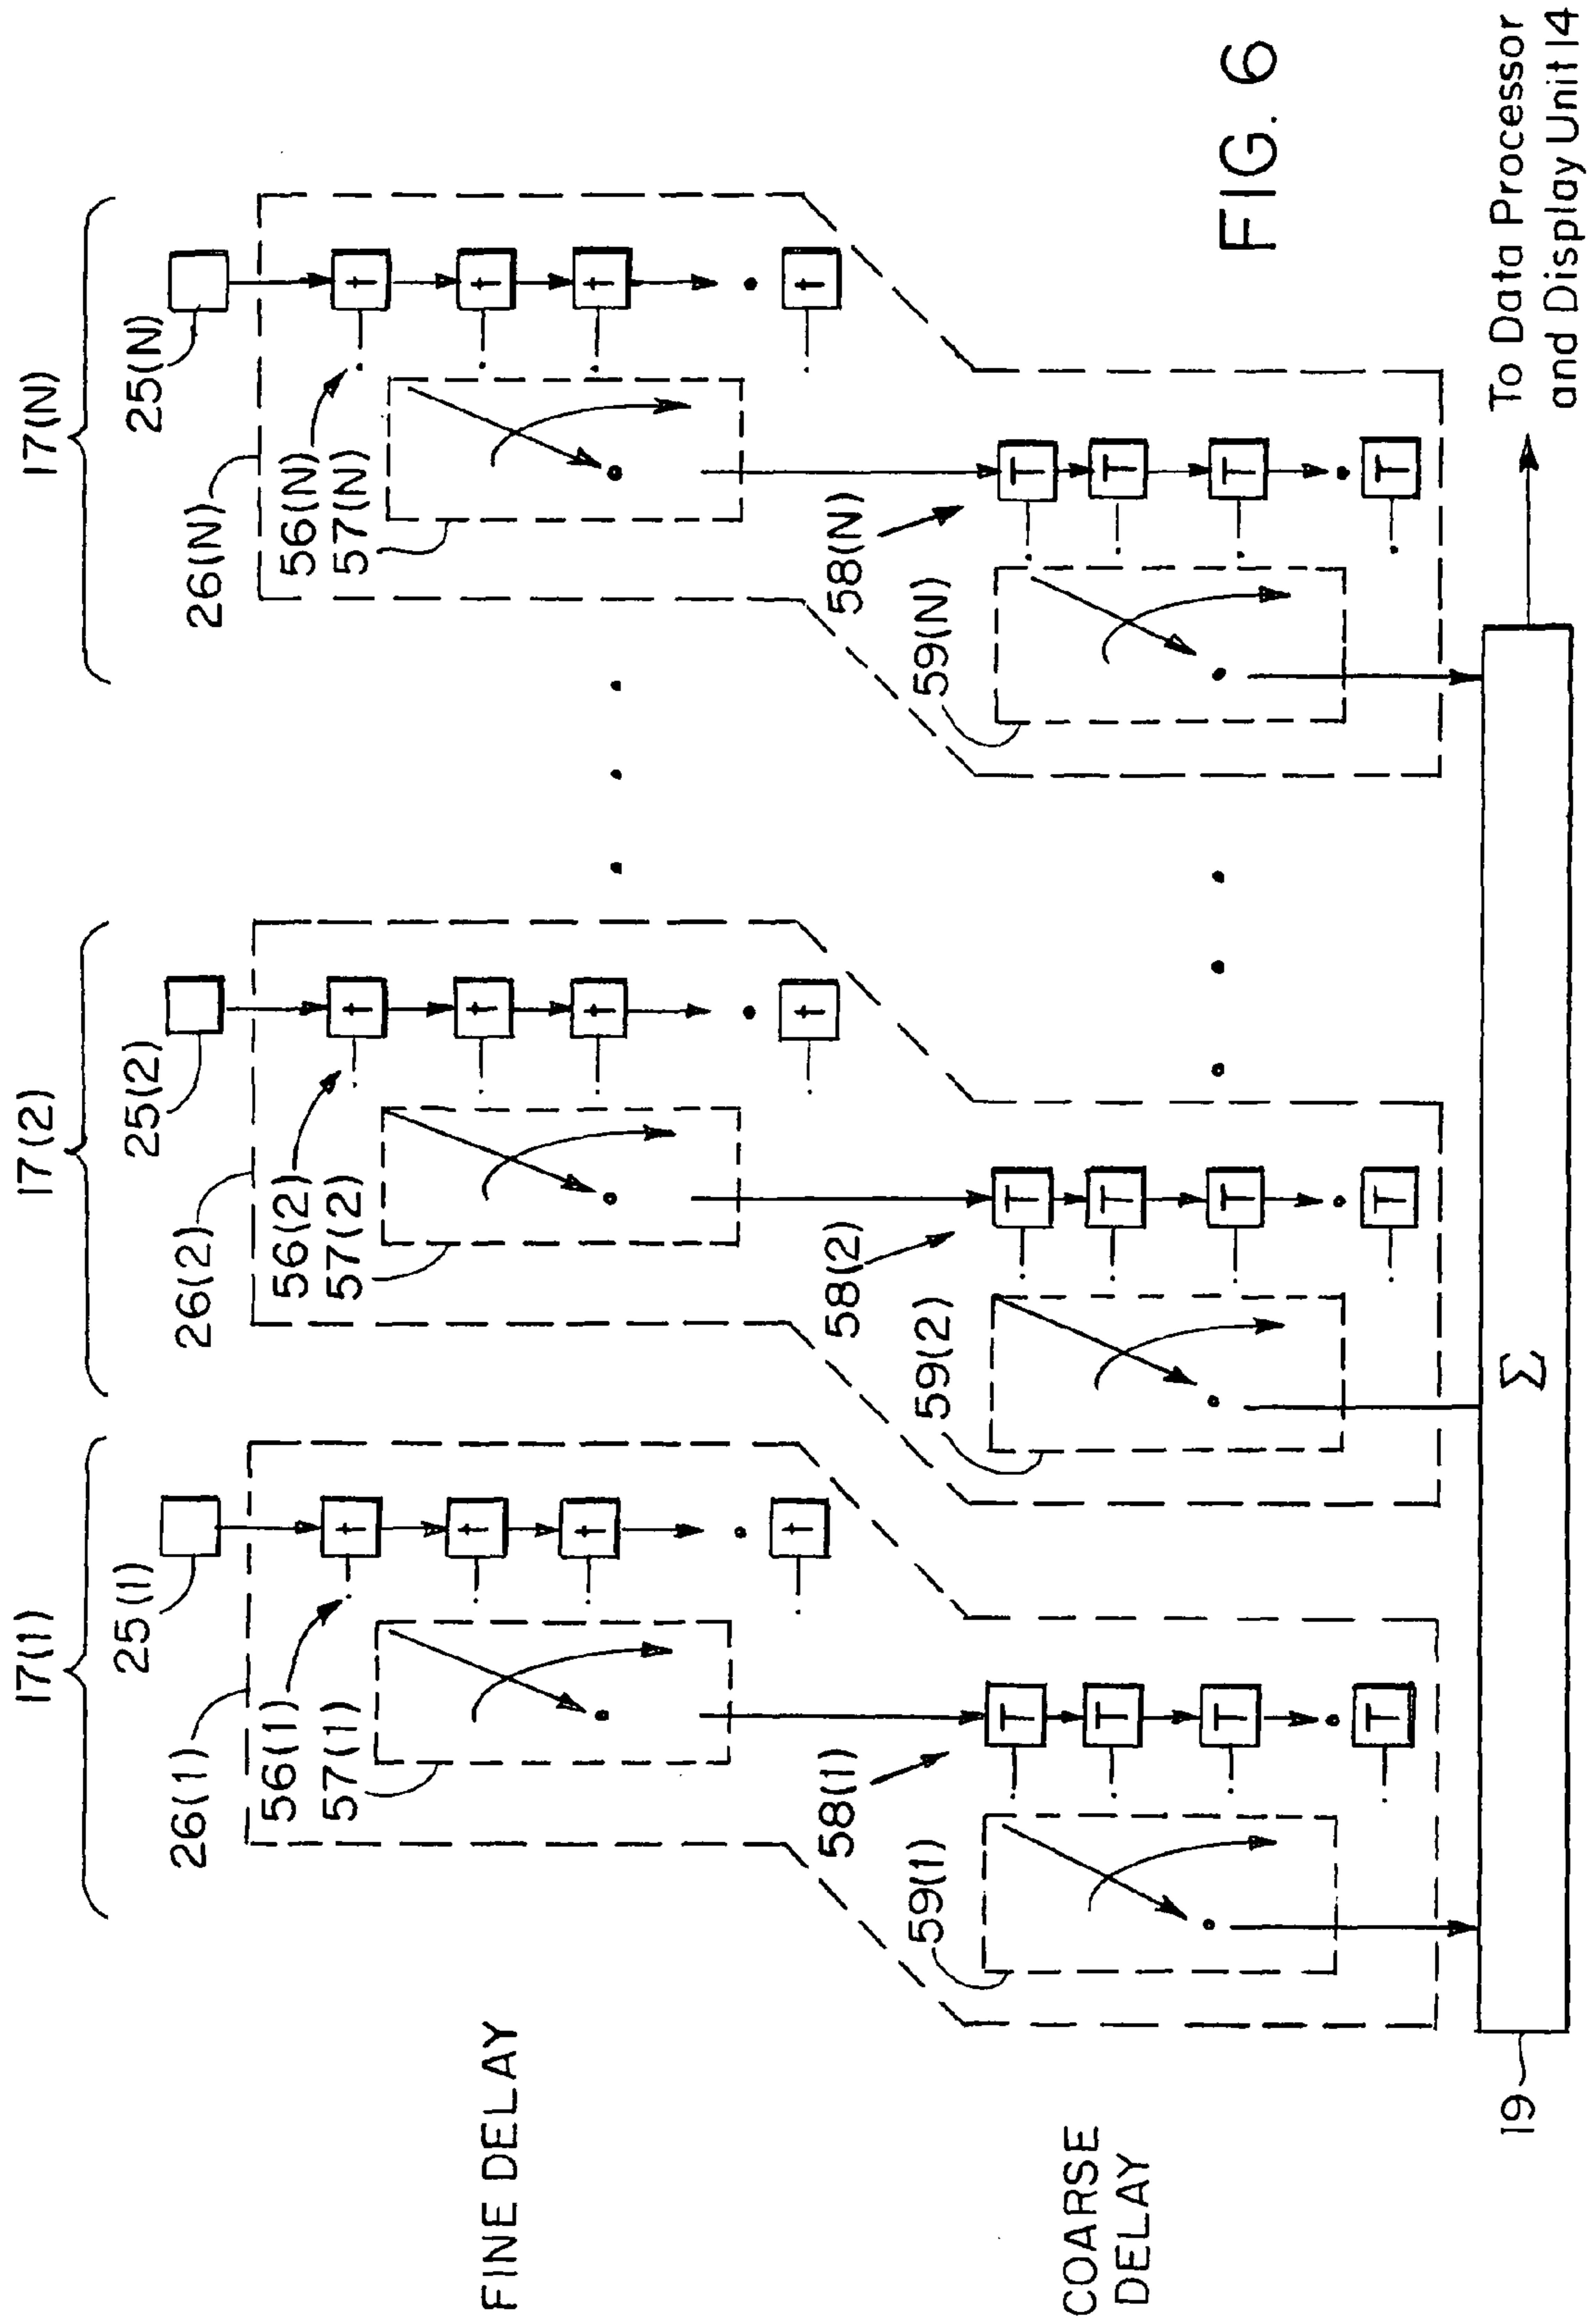 17(1)
17(2)
17(N)
25(1)
25(2)
25(N)
26(1)
26(2)
26(N)
56(1)
57(1)
56(2)
57(2)
56(N)
57(N)
t
t
t
t
t
t
t
t
t
t
t
t
FINE DELAY
58(1)
58(2)
58(N)
59(1)
59(2)
59(N)
T
T
T
T
T
T
T
T
T
T
T
T
COARSE
DELAY
FIG. 6
19
Σ
To Data Processor
and Display Unit 14